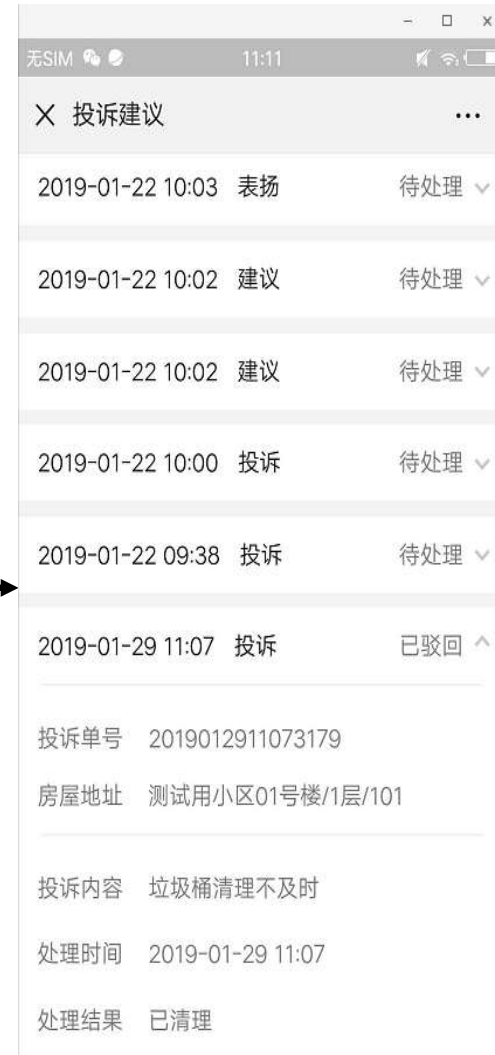 无SIM 11:11
投诉建议
2019-01-22 10:03 表扬 待处理
2019-01-22 10:02 建议 待处理
2019-01-22 10:02 建议 待处理
2019-01-22 10:00 投诉 待处理
2019-01-22 09:38 投诉 待处理
2019-01-29 11:07 投诉 已驳回
投诉单号 2019012911073179
房屋地址 测试用小区01号楼/1层/101
投诉内容 垃圾桶清理不及时
处理时间 2019-01-29 11:07
处理结果 已清理